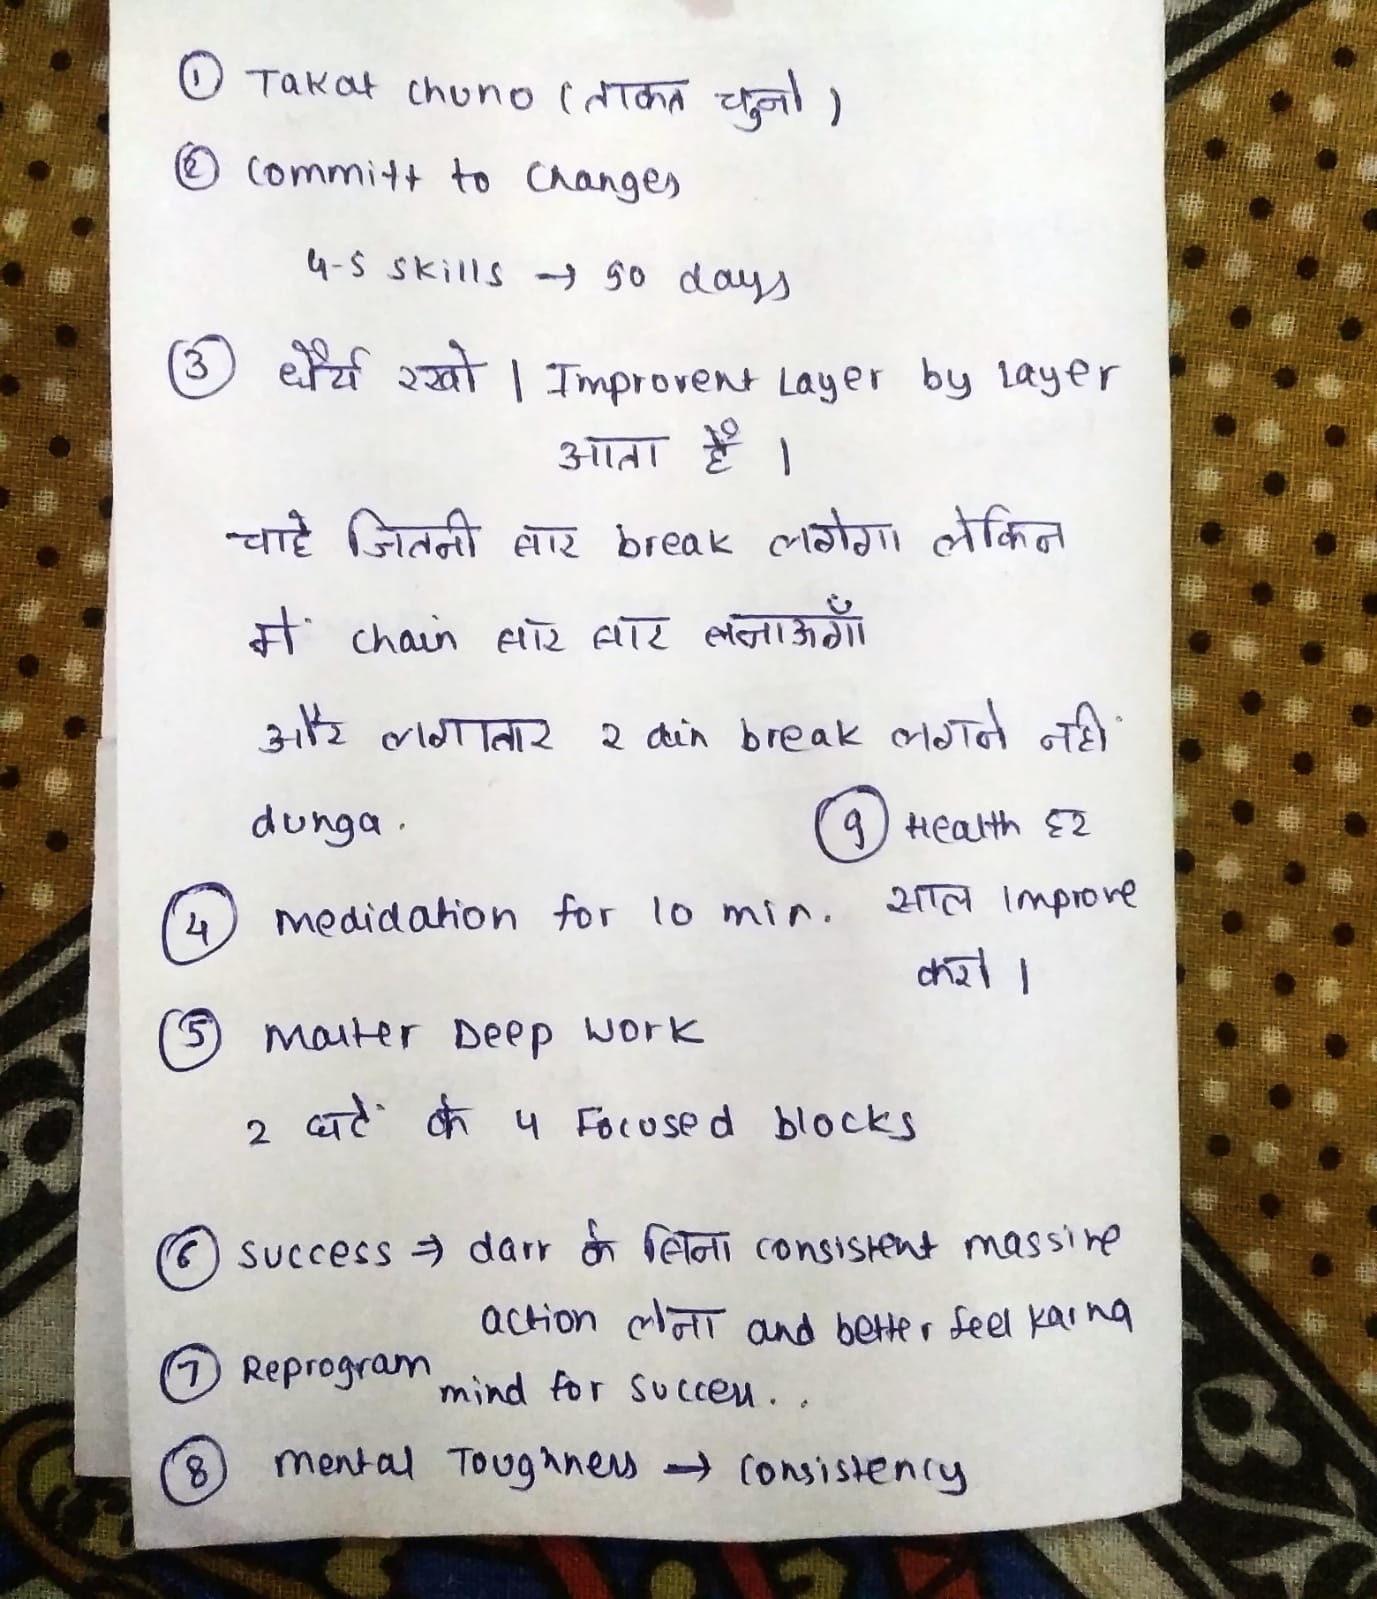 ① Takat chuno (ताकत चुनो)
② Committ to Changes
4-5 skills → 90 days
③ धैर्य रखो । Improvent Layer by Layer
आता है ।
चाहे जितनी बार break लगेगा लेकिन
में chain बार बार बनाऊगाँ
और लगातार 2 din break लगने नहीं
dunga.
⑨ Health हर
साल Improve
करो ।
④ Medidation for 10 min.
⑤ Master Deep Work
2 घटें के 4 Focused blocks
⑥ Success ⇒ darr के बिना consistent massive
action लेना and better feel karna
⑦ Reprogram
mind for Success. .
⑧ Mental Toughness → Consistency